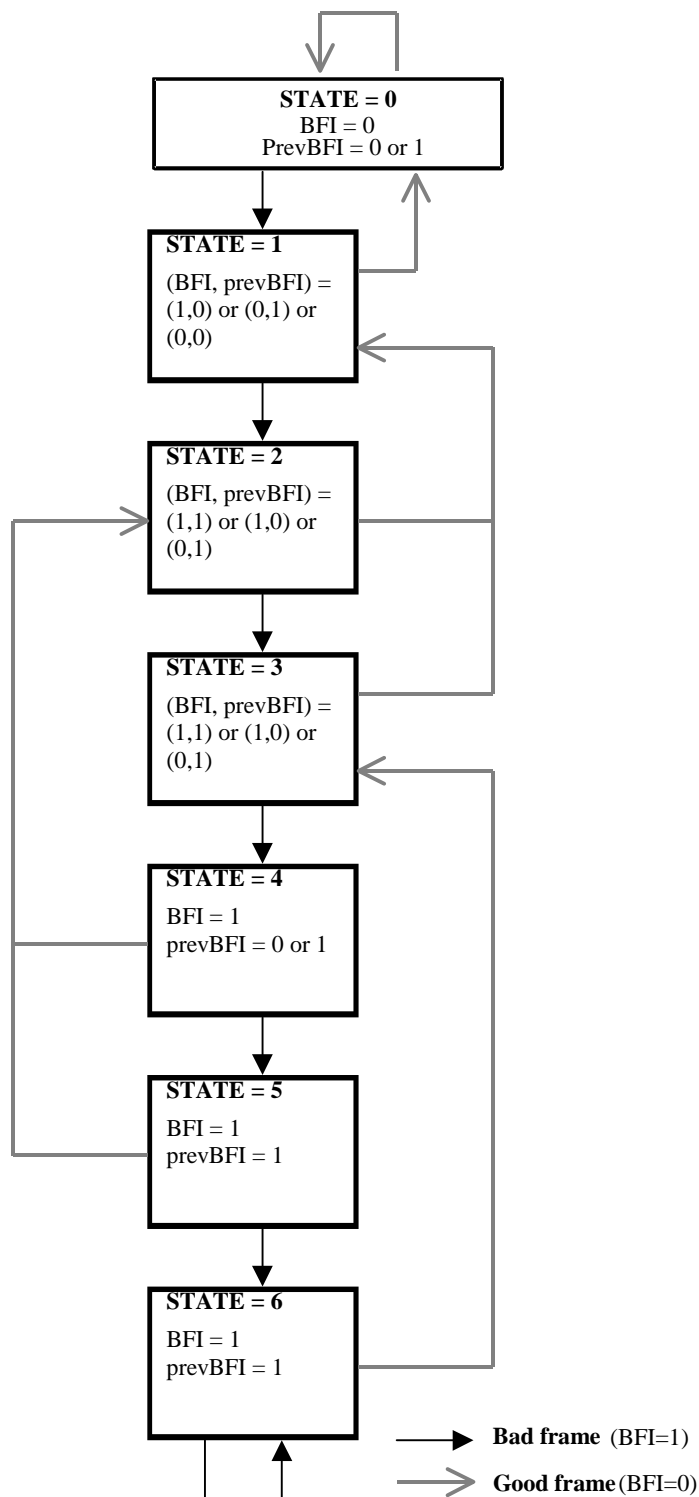 STATE = 0
BFI = 0
PrevBFI = 0 or 1
STATE = 1
(BFI, prevBFI) =
(1,0) or (0,1) or
(0,0)
STATE = 2
(BFI, prevBFI) =
(1,1) or (1,0) or
(0,1)
STATE = 3
(BFI, prevBFI) =
(1,1) or (1,0) or
(0,1)
STATE = 4
BFI = 1
prevBFI = 0 or 1
STATE = 5
BFI = 1
prevBFI = 1
STATE = 6
BFI = 1
prevBFI = 1
Bad frame (BFI=1)
Good frame (BFI=0)